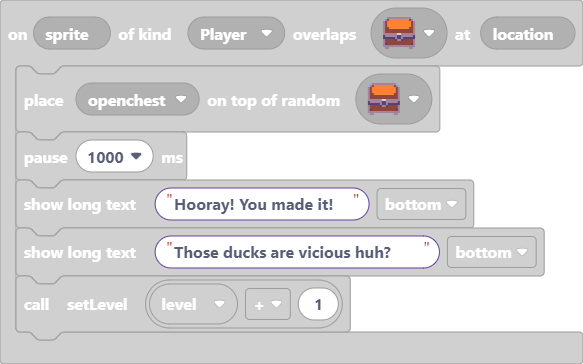 on sprite of kind Player overlaps at location
place openchest on top of random
pause 1000 ms
show long text "Hooray! You made it! " bottom
show long text "Those ducks are vicious huh? " bottom
call setLevel level + 1